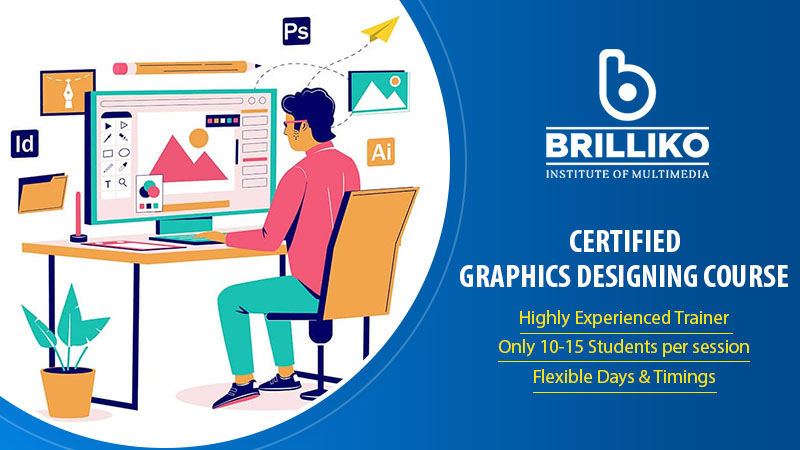 Ps
Id
Ai
T
BRILLIKO
INSTITUTE OF MULTIMEDIA
CERTIFIED
GRAPHICS DESIGNING COURSE
Highly Experienced Trainer
Only 10-15 Students per session
Flexible Days & Timings